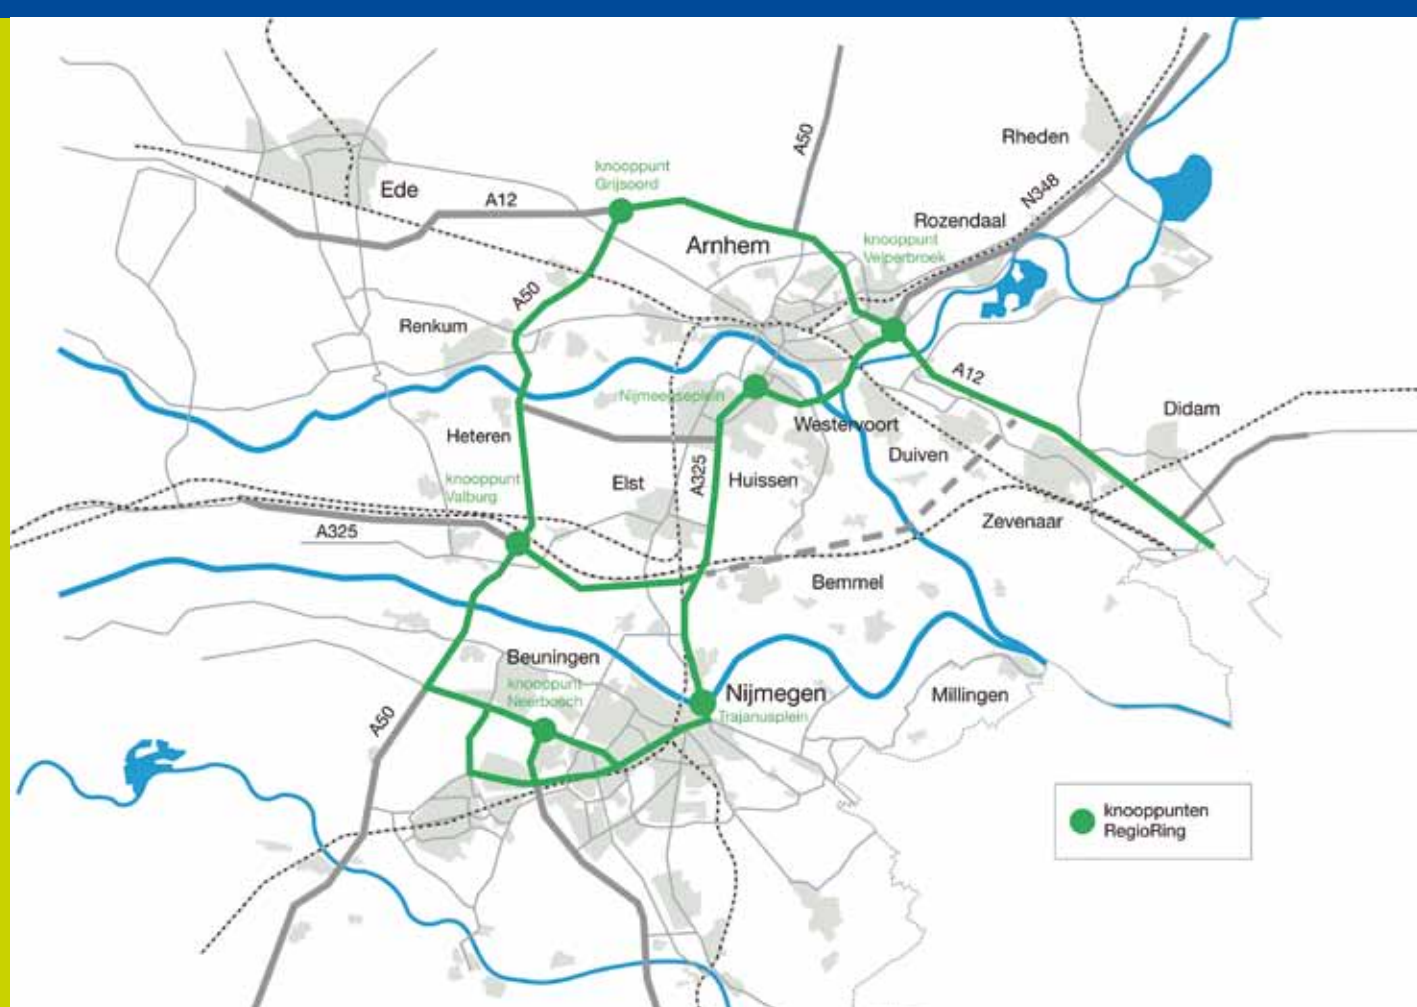 Rheden
A50
knooppunt
Grijsoord
Ede
A12
N348
Rozendaal
Arnhem
knooppunt
Velperbroek
A50
Renkum
A12
Nijmeegseplein
Didam
Westervoort
Heteren
Duiven
knooppunt
Valburg
Elst
A325
Huissen
A325
Zevenaar
Bemmel
Beuningen
knooppunt
Neerbosch
Nijmegen
Trajanusplein
Millingen
A50
knooppunten
RegioRing